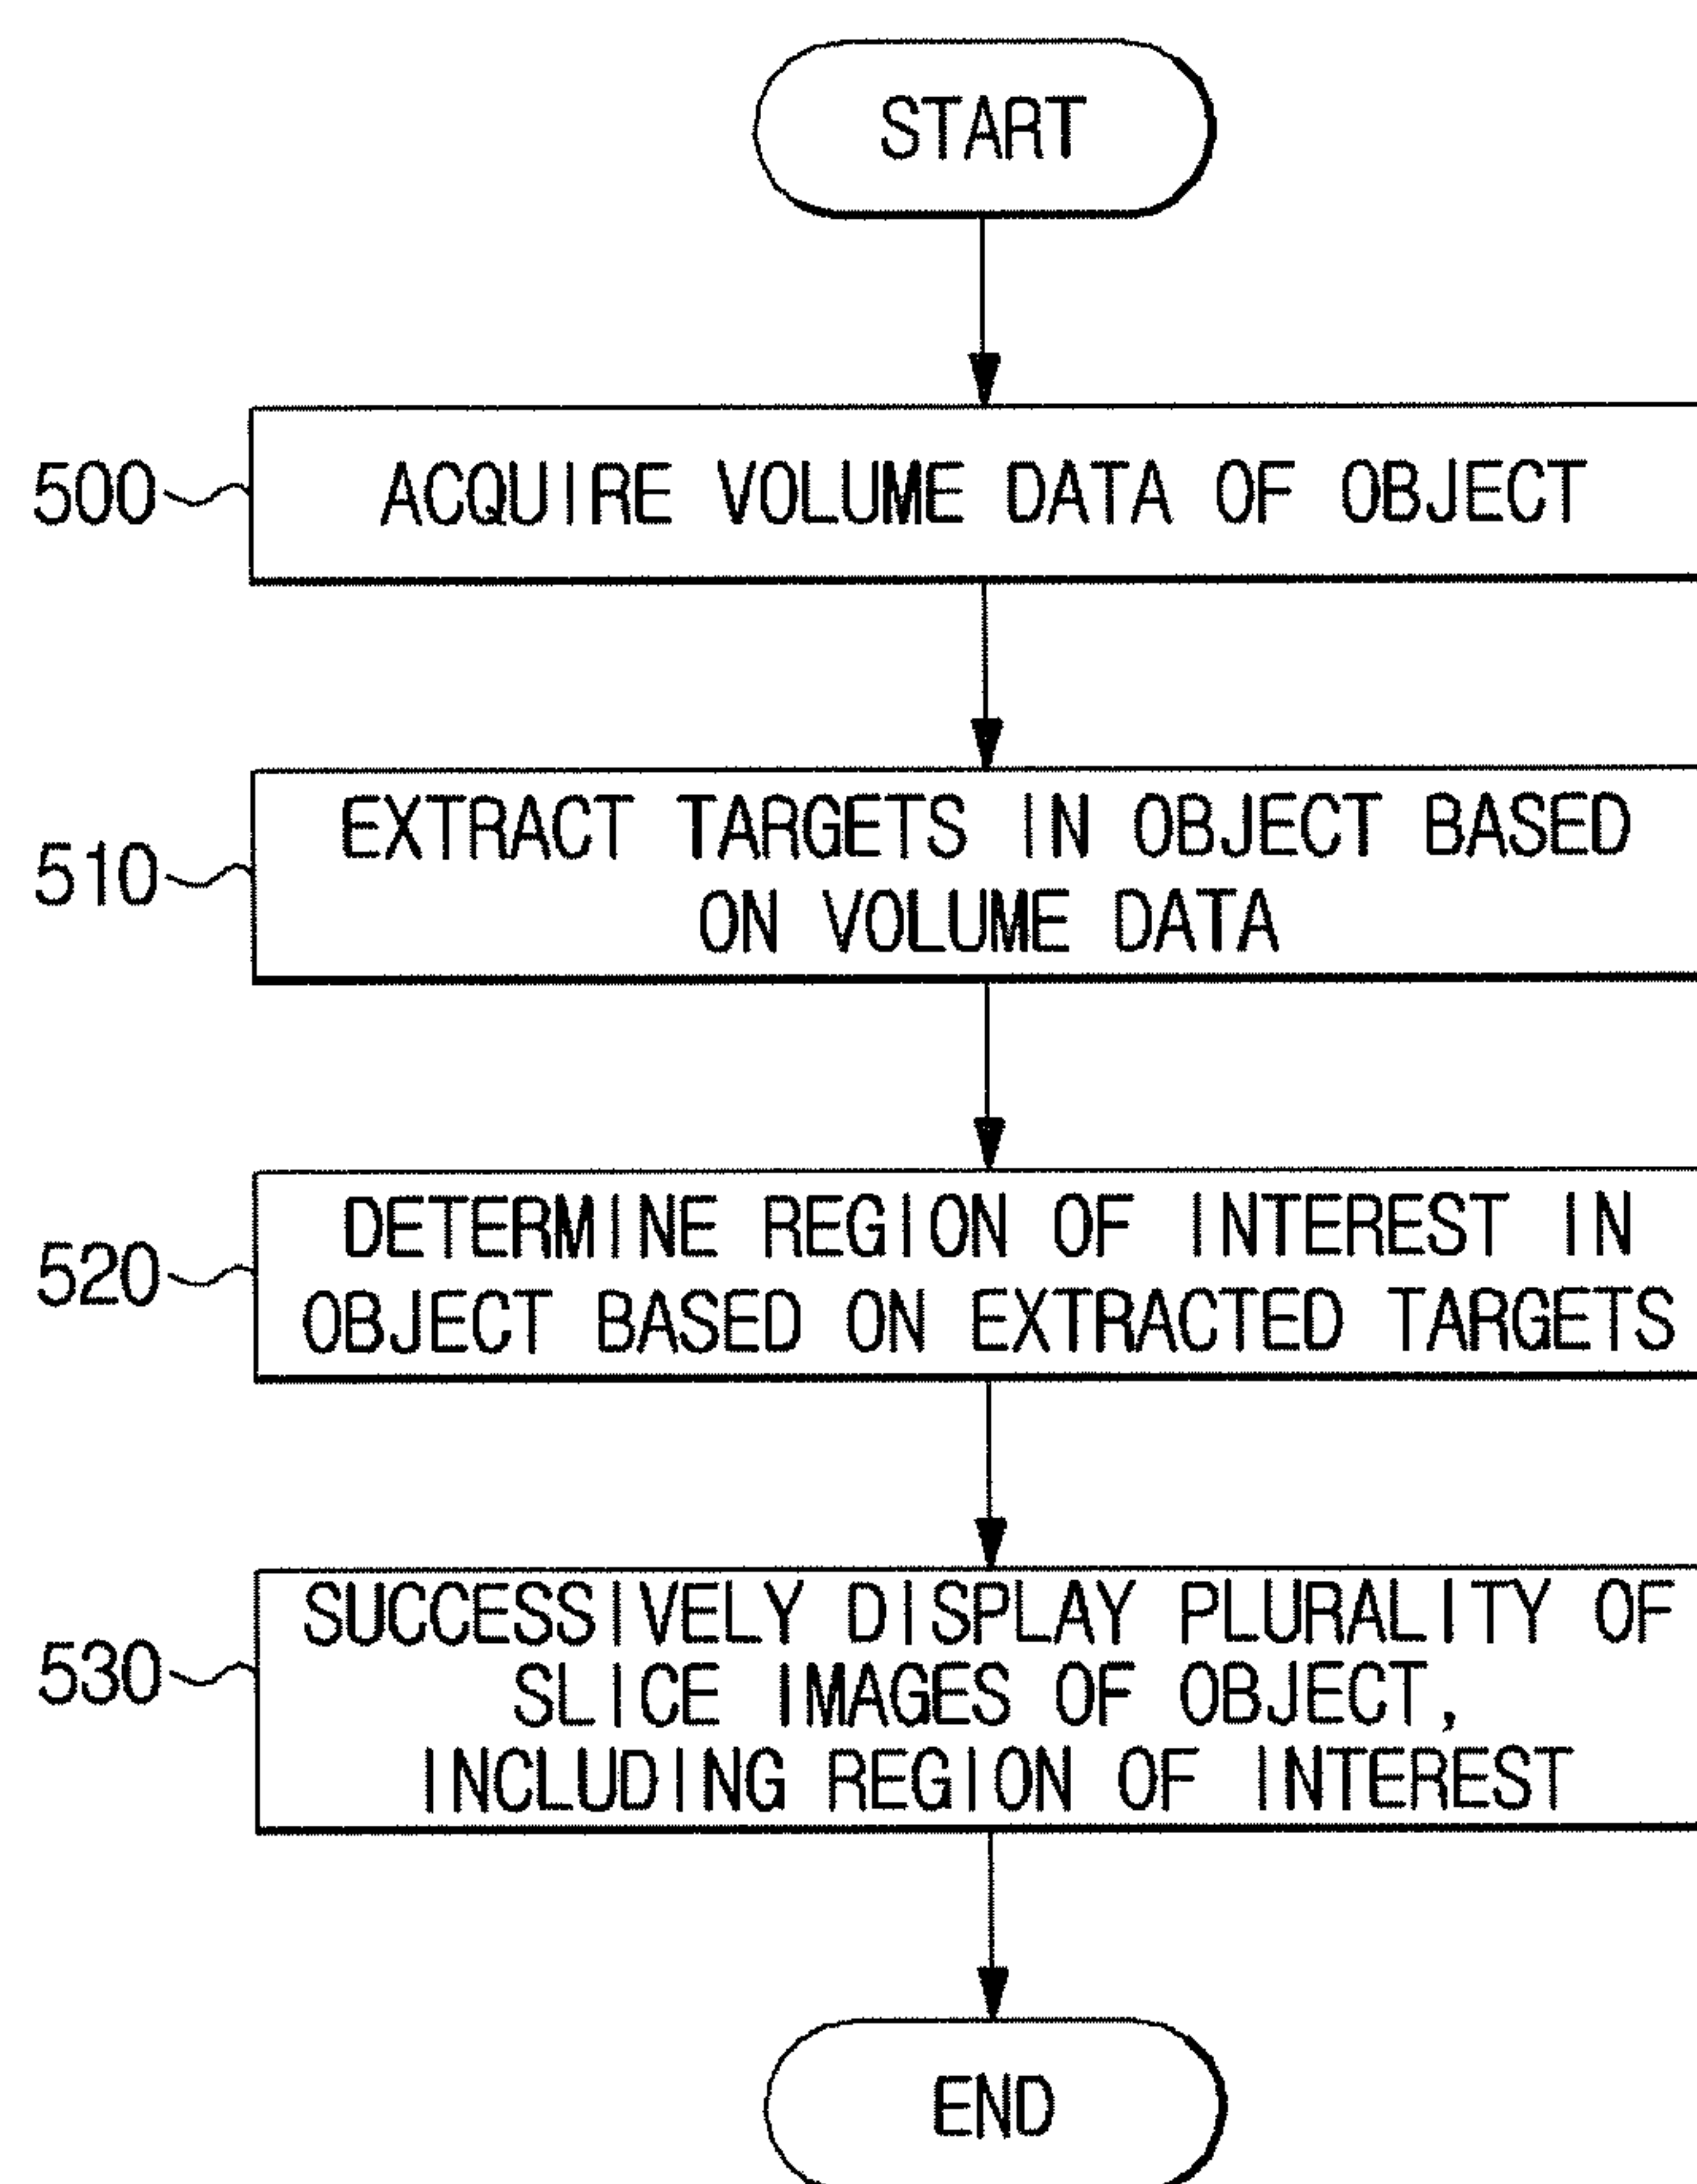 START
500
ACQUIRE VOLUME DATA OF OBJECT
510
EXTRACT TARGETS IN OBJECT BASED
ON VOLUME DATA
520
DETERMINE REGION OF INTEREST IN
OBJECT BASED ON EXTRACTED TARGETS
530
SUCCESSIVELY DISPLAY PLURALITY OF
SLICE IMAGES OF OBJECT,
INCLUDING REGION OF INTEREST
END